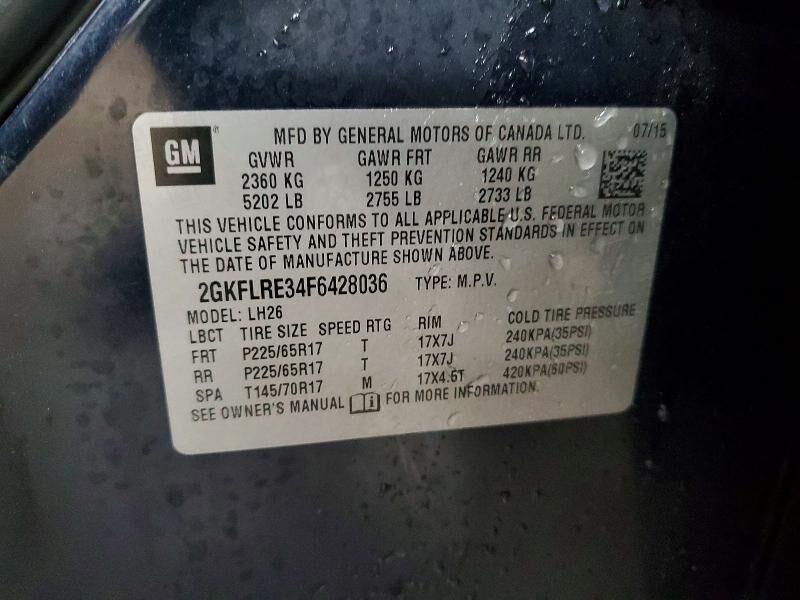 GM ® MFD BY GENERAL MOTORS OF CANADA LTD. 07/15
GVWR GAWR FRT GAWR RR
2360 KG 1250 KG 1240 KG
5202 LB 2755 LB 2733 LB
THIS VEHICLE CONFORMS TO ALL APPLICABLE U.S. FEDERAL MOTOR
VEHICLE SAFETY AND THEFT PREVENTION STANDARDS IN EFFECT ON
THE DATE OF MANUFACTURE SHOWN ABOVE.
2GKFLRE34F6428036 TYPE: M.P.V.
MODEL: LH26
LBCT TIRE SIZE SPEED RTG RIM COLD TIRE PRESSURE
FRT P225/65R17 T 17X7J 240KPA(35PSI)
RR P225/65R17 T 17X7J 240KPA(35PSI)
SPA T145/70R17 M 17X4.5T 420KPA(60PSI)
SEE OWNER'S MANUAL FOR MORE INFORMATION.